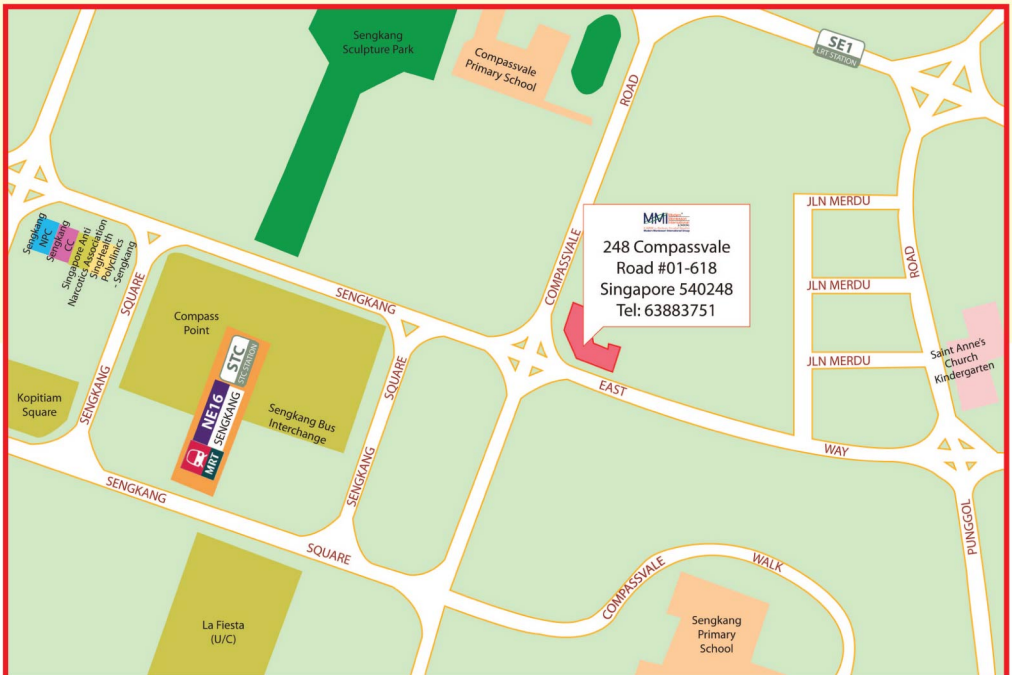 Sengkang
Sculpture Park
Compassvale
Primary School
SE1
LRT STATION
ROAD
COMPASSVALE
MMI
248 Compassvale
Road #01-618
Singapore 540248
Tel: 63883751
JLN MERDU
JLN MERDU
JLN MERDU
ROAD
PUNGGOL
Saint Anne's
Church
Kindergarten
Sengkang
NPC
Sengkang
CC
Singapore Anti
Narcotics Association
SingHealth
Polyclinics
- Sengkang
SQUARE
SENGKANG
Compass
Point
SENGKANG
EAST
WAY
STC
STC STATION
NE16
SENGKANG
MRT
Sengkang Bus
Interchange
SQUARE
SENGKANG
Kopitiam
Square
SENGKANG
SQUARE
La Fiesta
(U/C)
COMPASSVALE
WALK
Sengkang
Primary
School